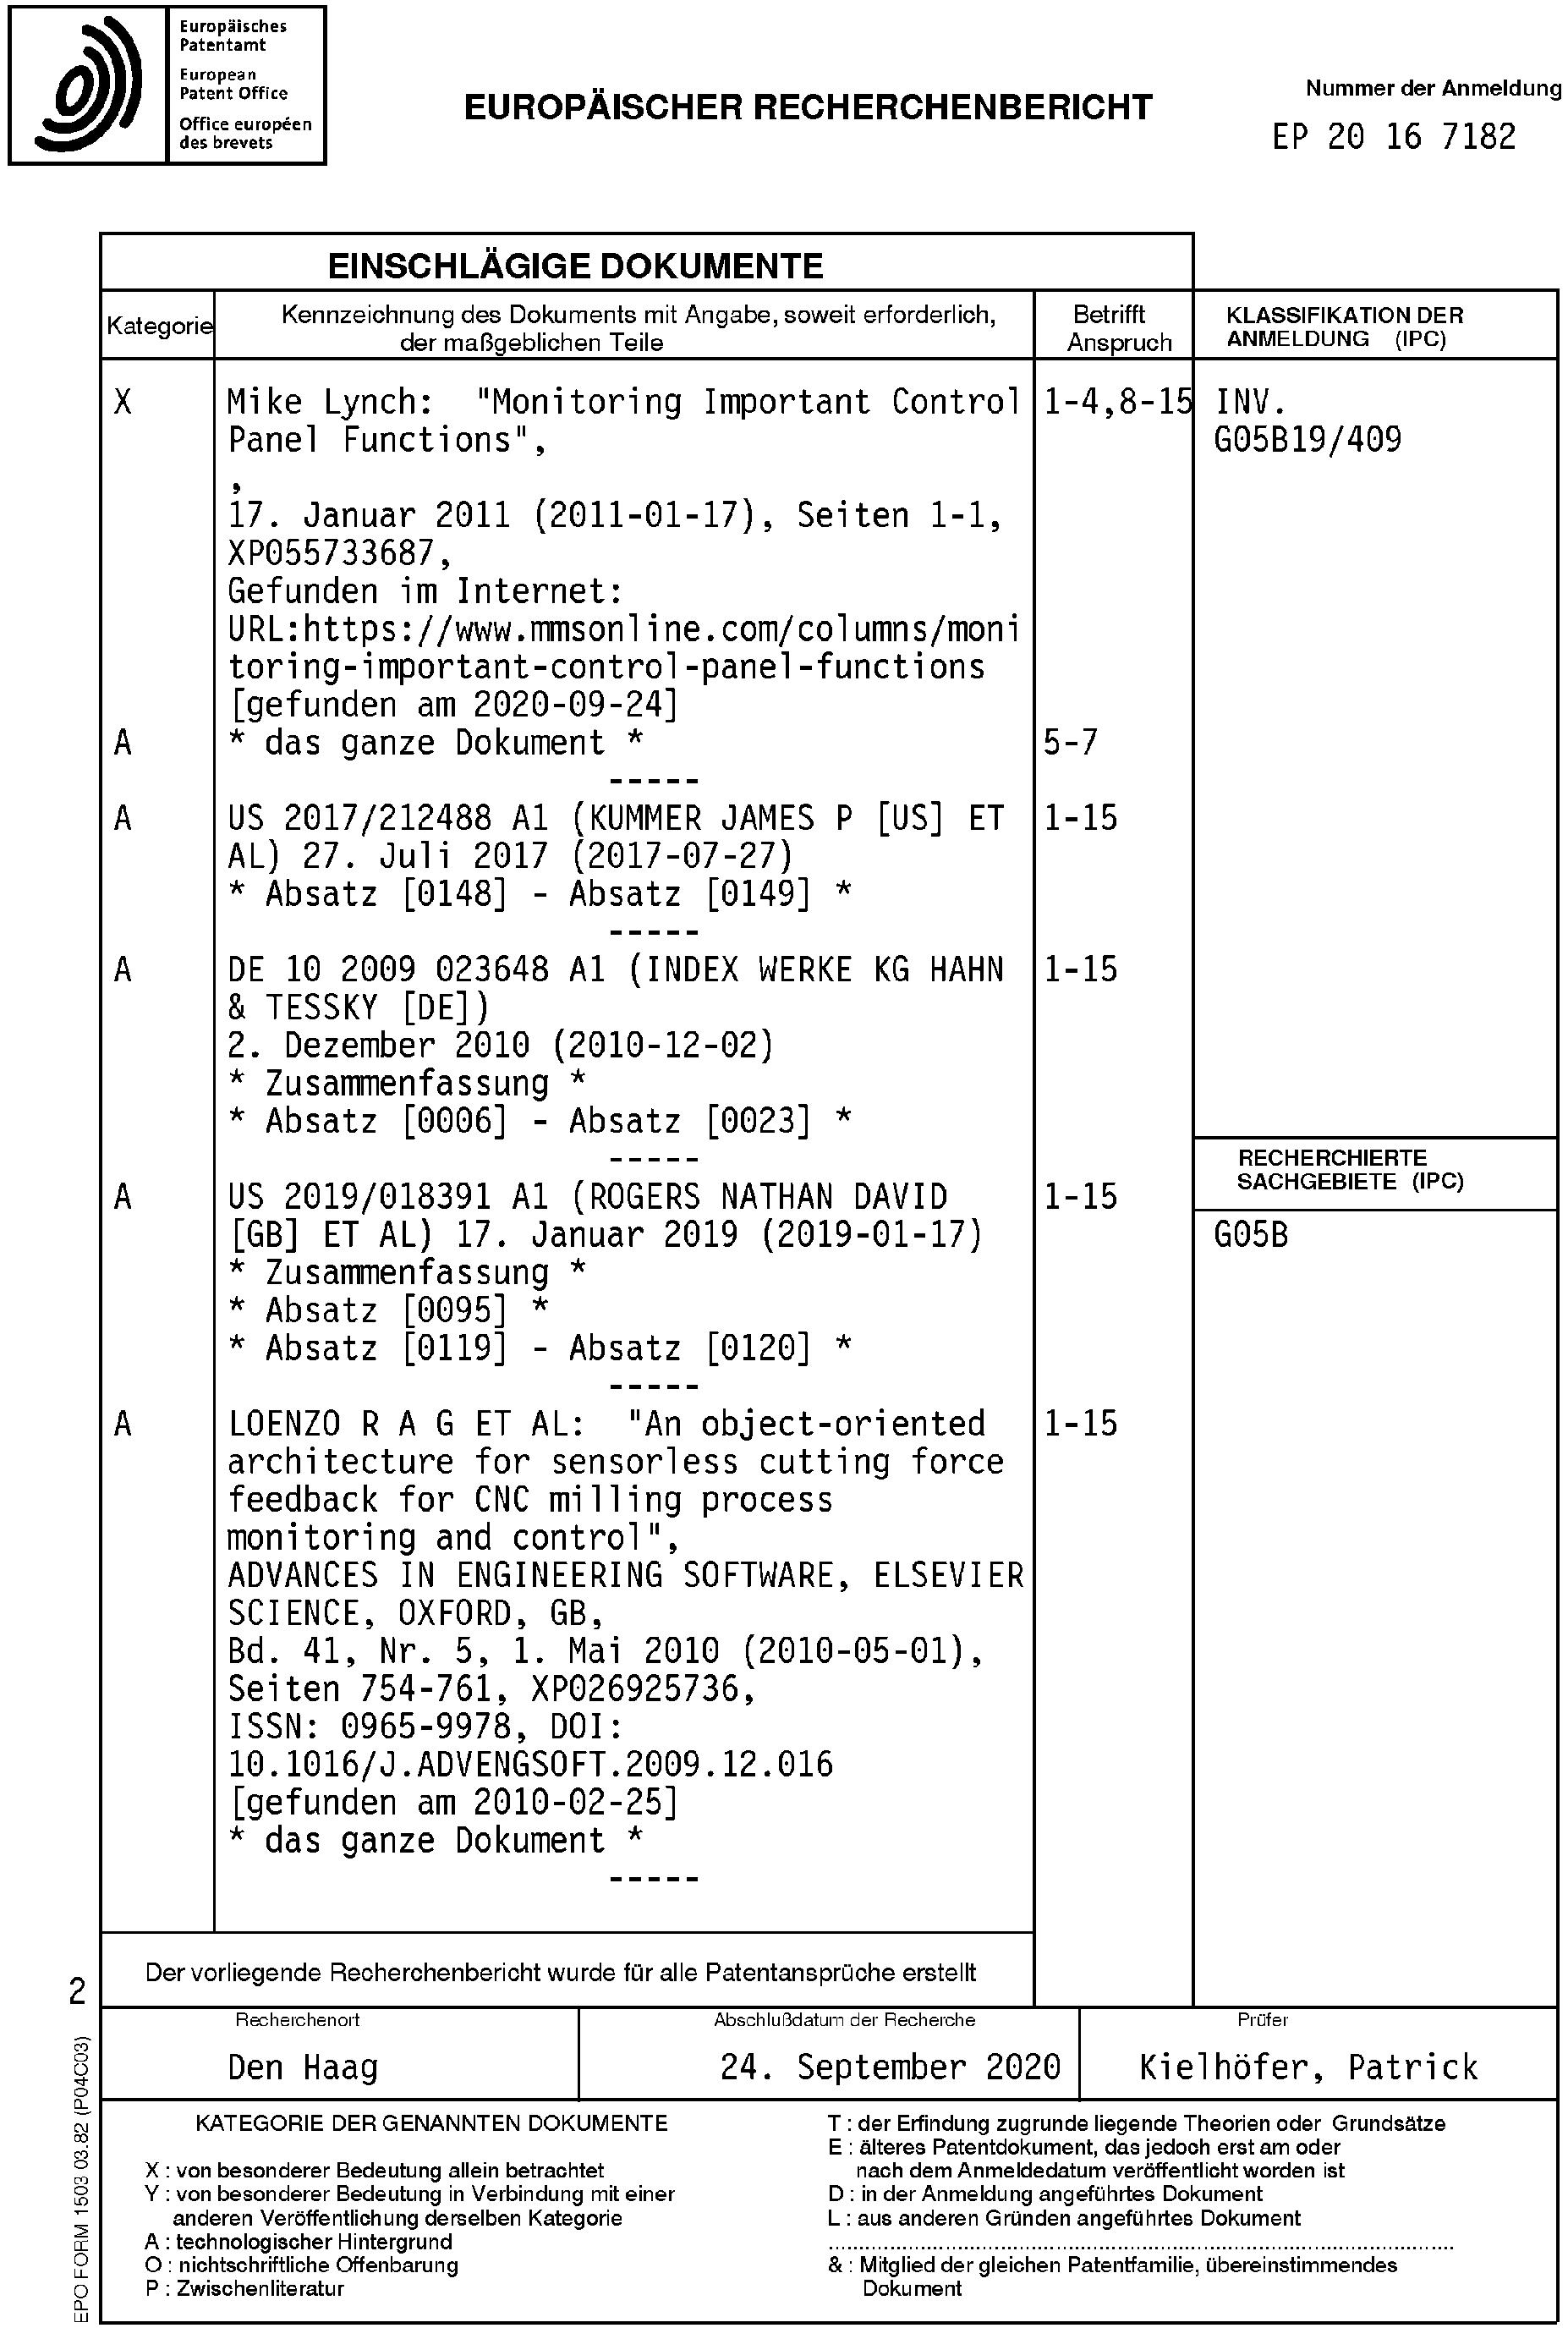 Europäisches
Patentamt
European
Patent Office
Office européen
des brevets
EUROPÄISCHER RECHERCHENBERICHT
Nummer der Anmeldung
EP 20 16 7182
EINSCHLÄGIGE DOKUMENTE
Kategorie
Kennzeichnung des Dokuments mit Angabe, soweit erforderlich,
der maßgeblichen Teile
Betrifft
Anspruch
KLASSIFIKATION DER
ANMELDUNG (IPC)
X Mike Lynch: "Monitoring Important Control 1-4,8-15 INV.
Panel Functions", G05B19/409
,
17. Januar 2011 (2011-01-17), Seiten 1-1,
XP055733687,
Gefunden im Internet:
URL:https://www.mmsonline.com/columns/moni
toring-important-control-panel-functions
[gefunden am 2020-09-24]
A * das ganze Dokument * 5-7
-----
A US 2017/212488 A1 (KUMMER JAMES P [US] ET 1-15
AL) 27. Juli 2017 (2017-07-27)
* Absatz [0148] - Absatz [0149] *
-----
A DE 10 2009 023648 A1 (INDEX WERKE KG HAHN 1-15
& TESSKY [DE])
2. Dezember 2010 (2010-12-02)
* Zusammenfassung *
* Absatz [0006] - Absatz [0023] *
-----
RECHERCHIERTE
SACHGEBIETE (IPC)
A US 2019/018391 A1 (ROGERS NATHAN DAVID 1-15
[GB] ET AL) 17. Januar 2019 (2019-01-17) G05B
* Zusammenfassung *
* Absatz [0095] *
* Absatz [0119] - Absatz [0120] *
-----
A LOENZO R A G ET AL: "An object-oriented 1-15
architecture for sensorless cutting force
feedback for CNC milling process
monitoring and control",
ADVANCES IN ENGINEERING SOFTWARE, ELSEVIER
SCIENCE, OXFORD, GB,
Bd. 41, Nr. 5, 1. Mai 2010 (2010-05-01),
Seiten 754-761, XP026925736,
ISSN: 0965-9978, DOI:
10.1016/J.ADVENGSOFT.2009.12.016
[gefunden am 2010-02-25]
* das ganze Dokument *
-----
Der vorliegende Recherchenbericht wurde für alle Patentansprüche erstellt
2
Recherchenort
Den Haag
Abschlußdatum der Recherche
24. September 2020
Prüfer
Kielhöfer, Patrick
KATEGORIE DER GENANNTEN DOKUMENTE
X : von besonderer Bedeutung allein betrachtet
Y : von besonderer Bedeutung in Verbindung mit einer
anderen Veröffentlichung derselben Kategorie
A : technologischer Hintergrund
O : nichtschriftliche Offenbarung
P : Zwischenliteratur
T : der Erfindung zugrunde liegende Theorien oder Grundsätze
E : älteres Patentdokument, das jedoch erst am oder
nach dem Anmeldedatum veröffentlicht worden ist
D : in der Anmeldung angeführtes Dokument
L : aus anderen Gründen angeführtes Dokument
& : Mitglied der gleichen Patentfamilie, übereinstimmendes
Dokument
EPO FORM 1503 03.82 (P04C03)